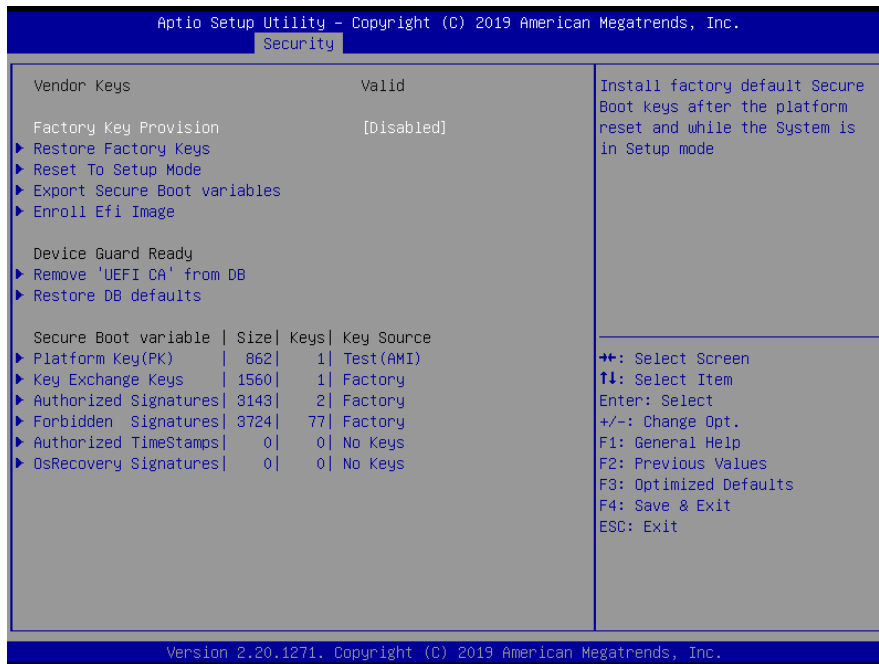 Aptio Setup Utility – Copyright (C) 2019 American Megatrends, Inc.
Security
Vendor Keys Valid
Factory Key Provision [Disabled]
Restore Factory Keys
Reset To Setup Mode
Export Secure Boot variables
Enroll Efi Image
Device Guard Ready
Remove 'UEFI CA' from DB
Restore DB defaults
Secure Boot variable | Size| Keys| Key Source
Platform Key(PK) | 862| 1| Test(AMI)
Key Exchange Keys | 1560| 1| Factory
Authorized Signatures| 3143| 2| Factory
Forbidden Signatures| 3724| 77| Factory
Authorized TimeStamps| 0| 0| No Keys
OsRecovery Signatures| 0| 0| No Keys
Install factory default Secure
Boot keys after the platform
reset and while the System is
in Setup mode
→←: Select Screen
↑↓: Select Item
Enter: Select
+/-: Change Opt.
F1: General Help
F2: Previous Values
F3: Optimized Defaults
F4: Save & Exit
ESC: Exit
Version 2.20.1271. Copyright (C) 2019 American Megatrends, Inc.